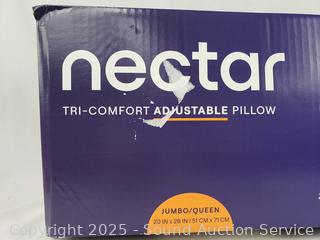 nectar
TRI-COMFORT ADJUSTABLE PILLOW
JUMBO/QUEEN
20 IN x 28 IN | 51 CM x 71 CM
Copyright 2025 - Sound Auction Service